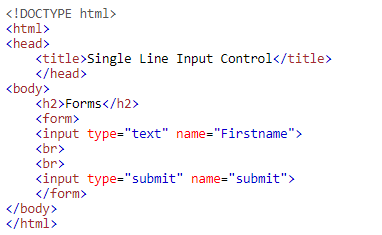 <!DOCTYPE html>
<html>
<head>
    <title>Single Line Input Control</title>
    </head>
<body>
    <h2>Forms</h2>
    <form>
    <input type="text" name="Firstname">
    <br>
    <br>
    <input type="submit" name="submit">
    </form>
</body>
</html>